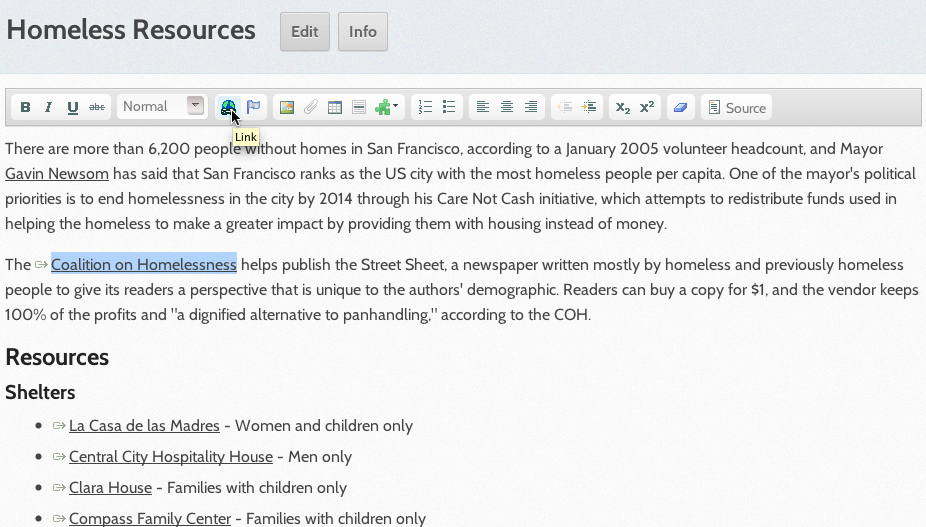 Homeless Resources Edit Info
B I U abc Normal x₂ x² Source
Link
There are more than 6,200 people without homes in San Francisco, according to a January 2005 volunteer headcount, and Mayor
Gavin Newsom has said that San Francisco ranks as the US city with the most homeless people per capita. One of the mayor's political
priorities is to end homelessness in the city by 2014 through his Care Not Cash initiative, which attempts to redistribute funds used in
helping the homeless to make a greater impact by providing them with housing instead of money.
The Coalition on Homelessness helps publish the Street Sheet, a newspaper written mostly by homeless and previously homeless
people to give its readers a perspective that is unique to the authors' demographic. Readers can buy a copy for $1, and the vendor keeps
100% of the profits and "a dignified alternative to panhandling," according to the COH.
Resources
Shelters
• La Casa de las Madres - Women and children only
• Central City Hospitality House - Men only
• Clara House - Families with children only
• Compass Family Center - Families with children only